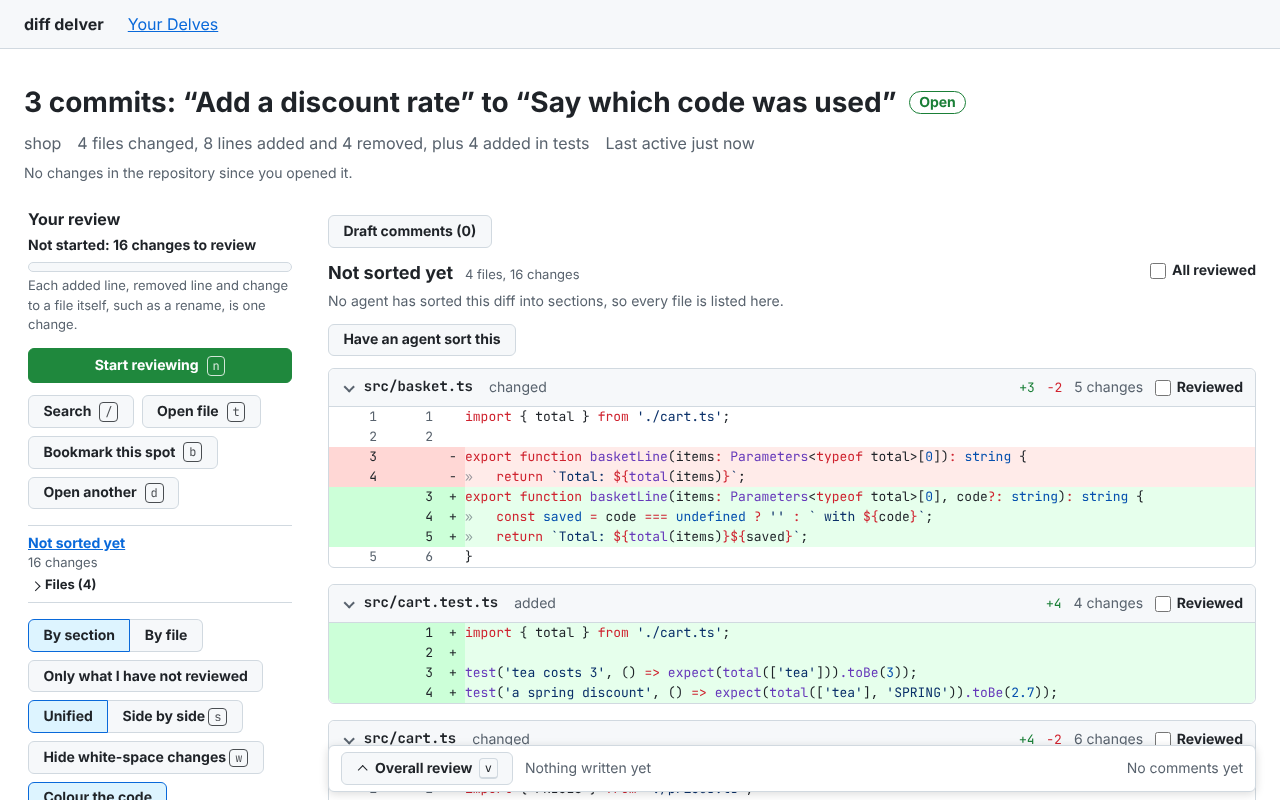 diff delver Your Delves
3 commits: “Add a discount rate” to “Say which code was used” Open
shop 4 files changed, 8 lines added and 4 removed, plus 4 added in tests Last active just now
No changes in the repository since you opened it.
Your review
Not started: 16 changes to review
Each added line, removed line and change
to a file itself, such as a rename, is one
change.
Start reviewing n
Search / Open file t
Bookmark this spot b
Open another d
Not sorted yet
16 changes
Files (4)
By section By file
Only what I have not reviewed
Unified Side by side s
Hide white-space changes w
Colour the code
Draft comments (0)
Not sorted yet 4 files, 16 changes All reviewed
No agent has sorted this diff into sections, so every file is listed here.
Have an agent sort this
src/basket.ts changed +3 -2 5 changes Reviewed
1 1 import { total } from './cart.ts';
2 2
3 - export function basketLine(items: Parameters<typeof total>[0]): string {
4 - » return `Total: ${total(items)}`;
3 + export function basketLine(items: Parameters<typeof total>[0], code?: string): string {
4 + » const saved = code === undefined ? '' : ` with ${code}`;
5 + » return `Total: ${total(items)}${saved}`;
5 6 }
src/cart.test.ts added +4 4 changes Reviewed
1 + import { total } from './cart.ts';
2 +
3 + test('tea costs 3', () => expect(total(['tea'])).toBe(3));
4 + test('a spring discount', () => expect(total(['tea'], 'SPRING')).toBe(2.7));
src/cart.ts changed +4 -2 6 changes Reviewed
Overall review v Nothing written yet No comments yet